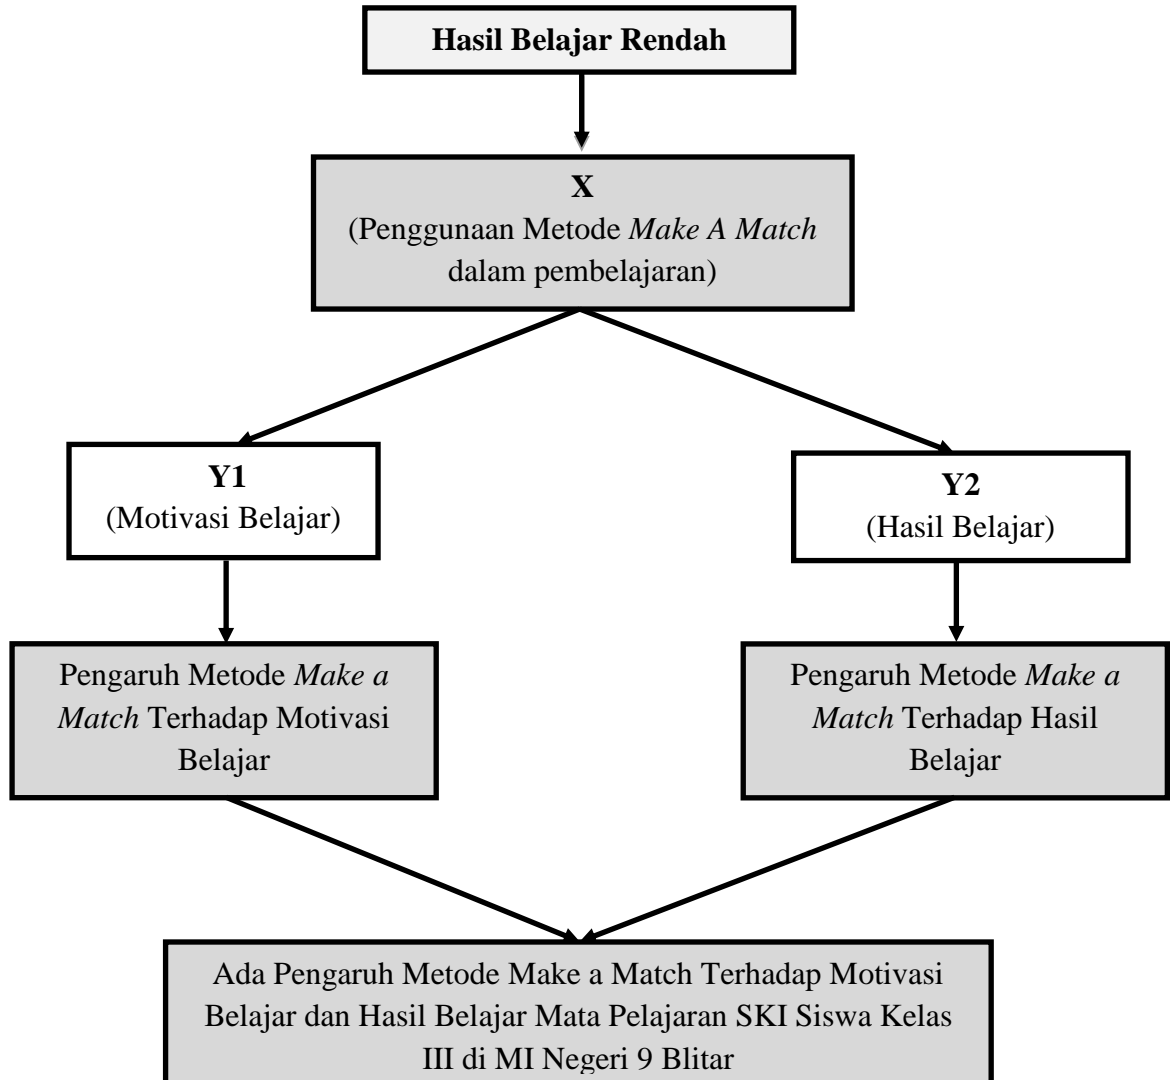 Hasil Belajar Rendah
X
(Penggunaan Metode Make A Match
dalam pembelajaran)
Y1
(Motivasi Belajar)
Y2
(Hasil Belajar)
Pengaruh Metode Make a
Match Terhadap Motivasi
Belajar
Pengaruh Metode Make a
Match Terhadap Hasil
Belajar
Ada Pengaruh Metode Make a Match Terhadap Motivasi
Belajar dan Hasil Belajar Mata Pelajaran SKI Siswa Kelas
III di MI Negeri 9 Blitar